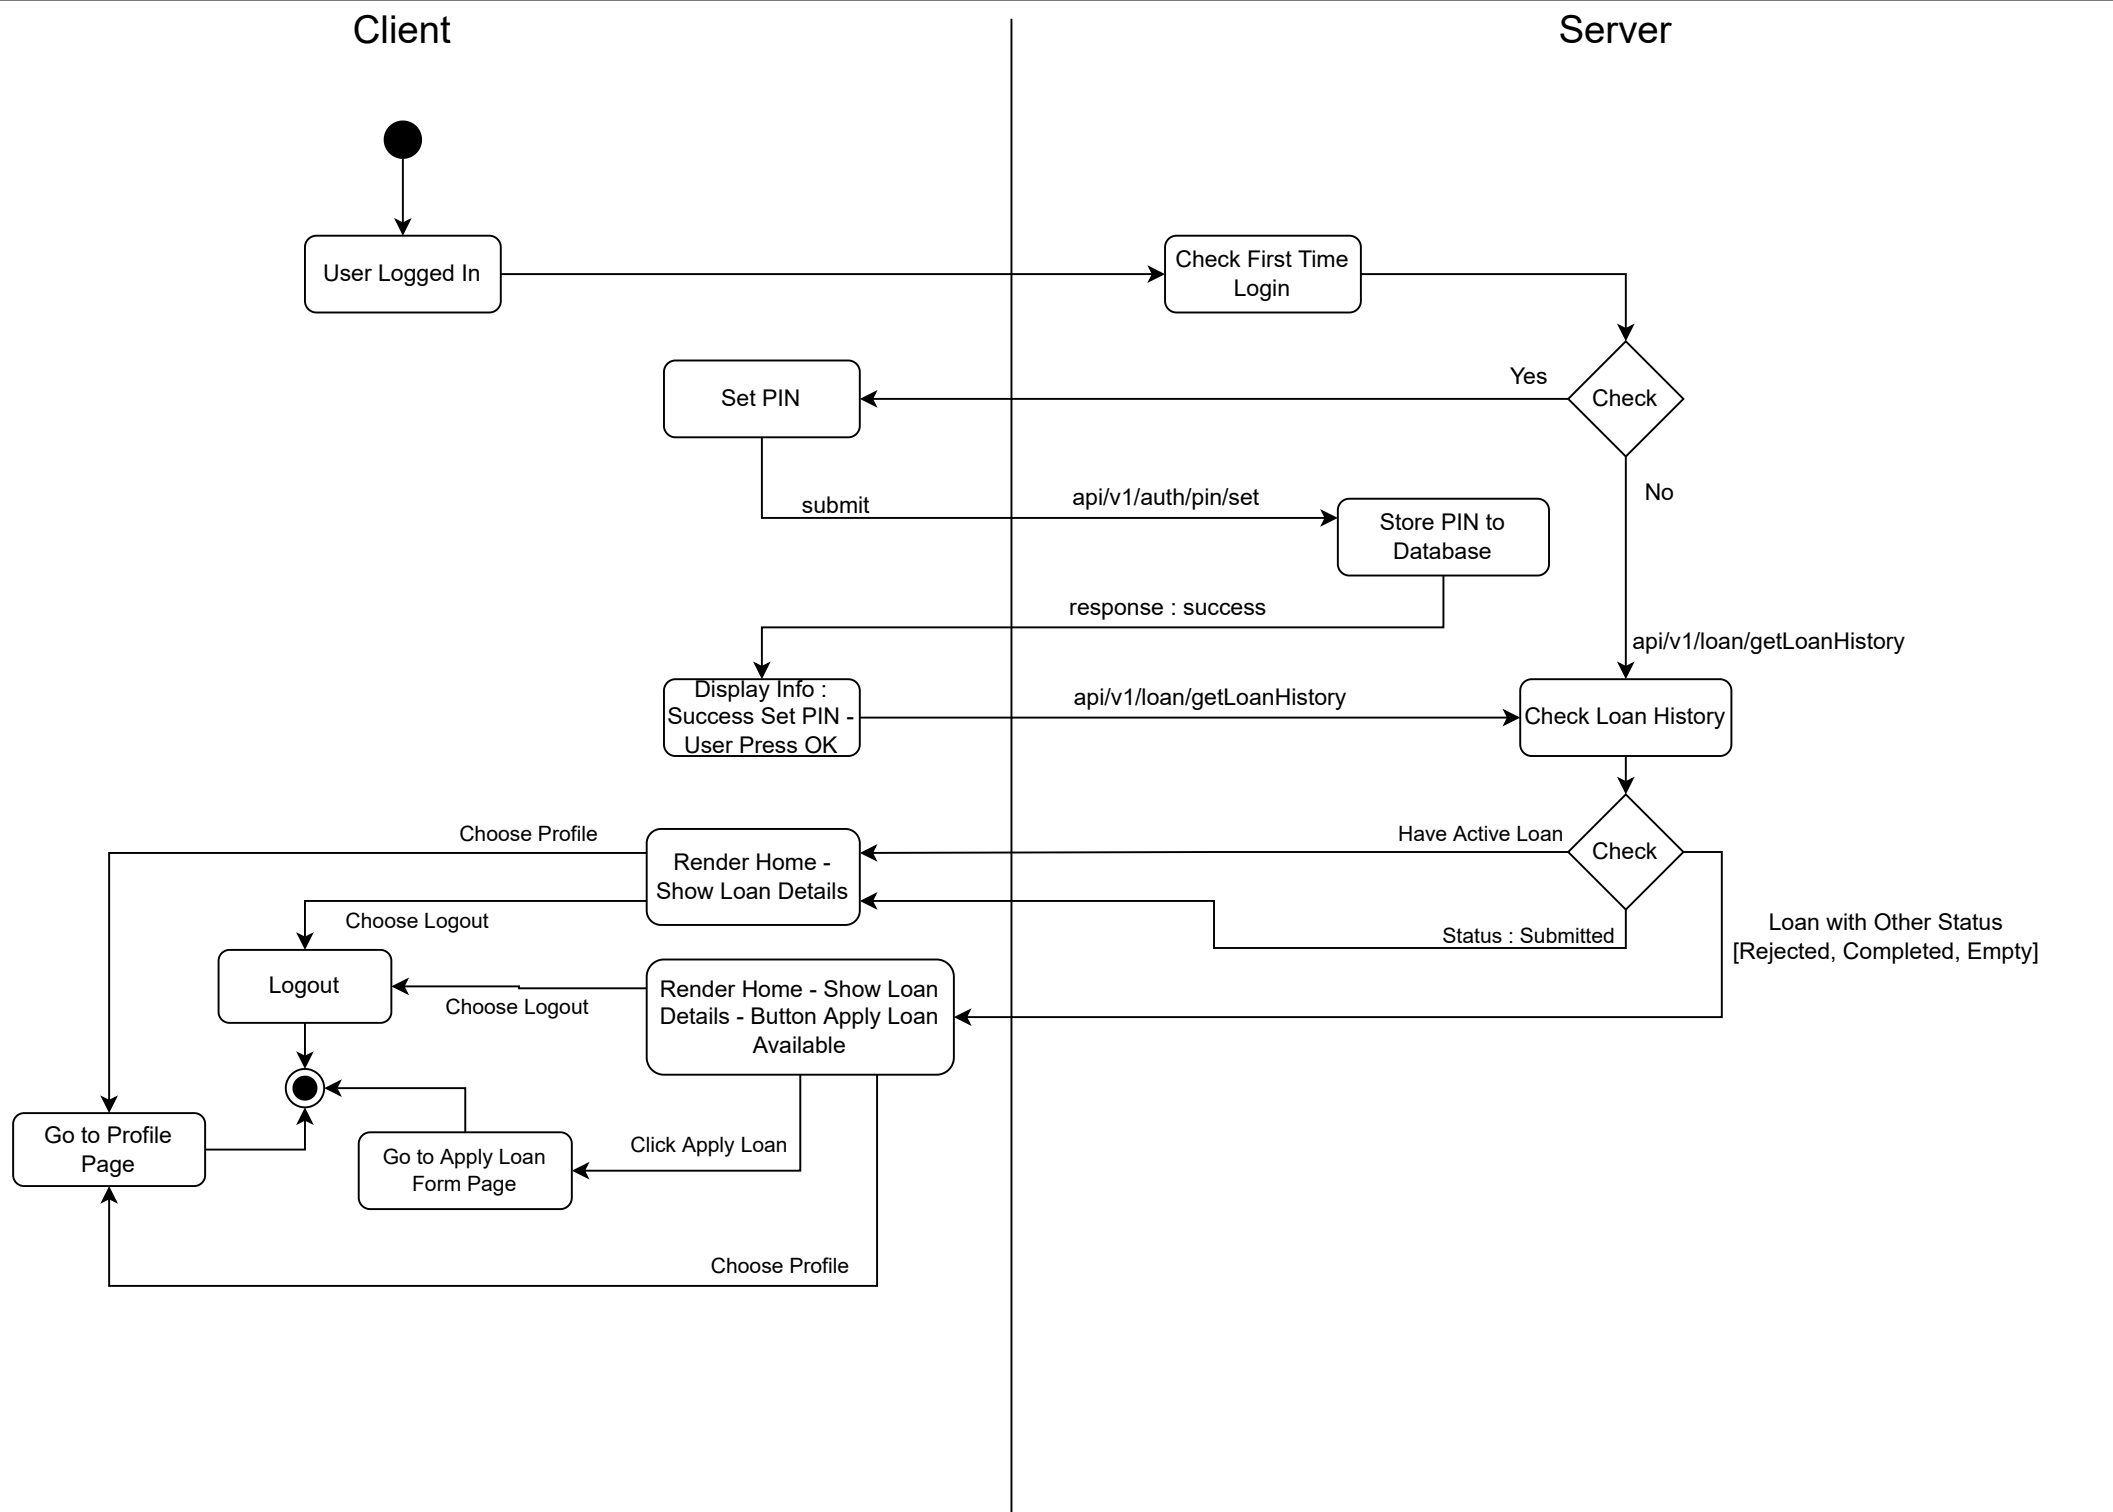 Client
Server
User Logged In
Check First Time
Login
Yes
Check
Set PIN
No
submit
api/v1/auth/pin/set
Store PIN to
Database
response : success
api/v1/loan/getLoanHistory
Display Info :
Success Set PIN -
User Press OK
api/v1/loan/getLoanHistory
Check Loan History
Choose Profile
Render Home -
Show Loan Details
Have Active Loan
Check
Choose Logout
Status : Submitted
Loan with Other Status
[Rejected, Completed, Empty]
Logout
Choose Logout
Render Home - Show Loan
Details - Button Apply Loan
Available
Go to Profile
Page
Go to Apply Loan
Form Page
Click Apply Loan
Choose Profile